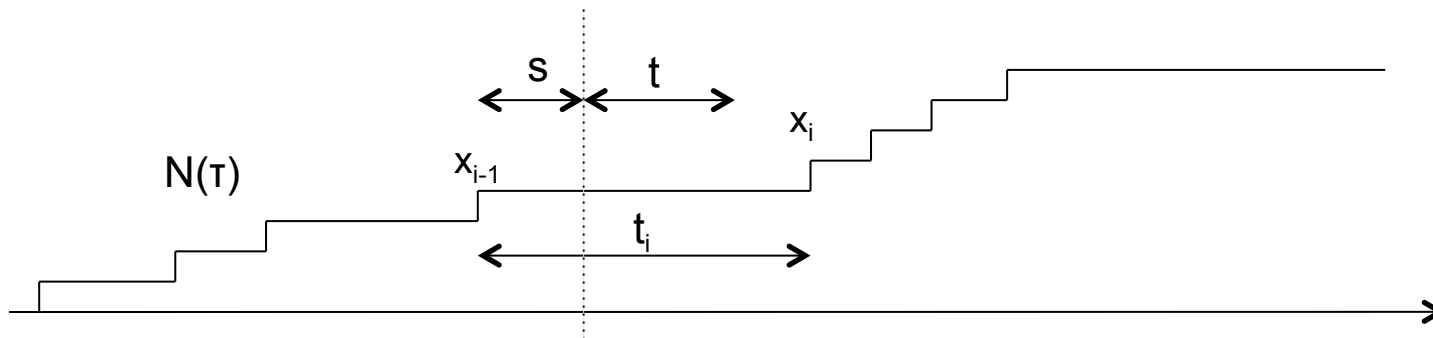 s
t
x_i
x_{i-1}
N(τ)
t_i